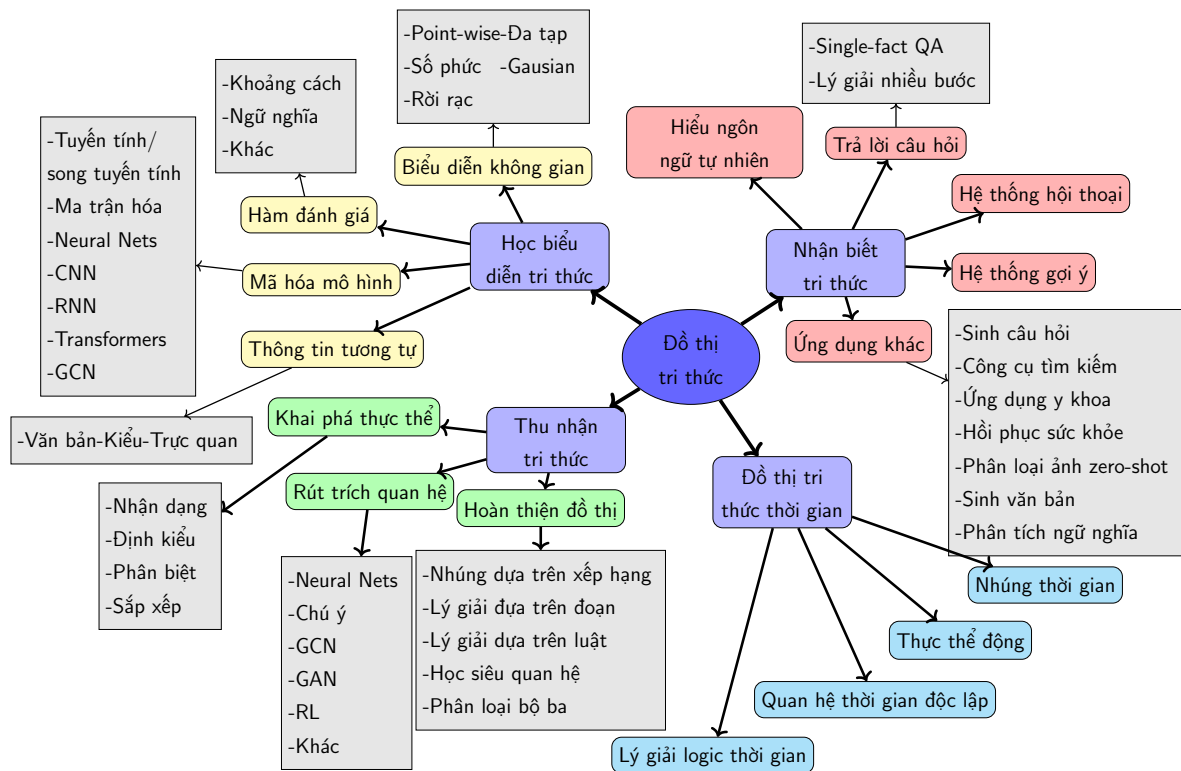 -Point-wise-Đa tạp
-Số phức -Gausian
-Rời rạc
-Single-fact QA
-Lý giải nhiều bước
-Khoảng cách
-Ngữ nghĩa
-Khác
Hiểu ngôn
ngữ tự nhiên
Trả lời câu hỏi
-Tuyến tính/
song tuyến tính
-Ma trận hóa
-Neural Nets
-CNN
-RNN
-Transformers
-GCN
Biểu diễn không gian
Hàm đánh giá
Hệ thống hội thoại
Học biểu
diễn tri thức
Nhận biết
tri thức
Mã hóa mô hình
Hệ thống gợi ý
Thông tin tương tự
Đồ thị
tri thức
Ứng dụng khác
-Sinh câu hỏi
-Công cụ tìm kiếm
-Ứng dụng y khoa
-Hồi phục sức khỏe
-Phân loại ảnh zero-shot
-Sinh văn bản
-Phân tích ngữ nghĩa
-Văn bản-Kiểu-Trực quan
Khai phá thực thể
Thu nhận
tri thức
Rút trích quan hệ
Hoàn thiện đồ thị
Đồ thị tri
thức thời gian
-Nhận dạng
-Định kiểu
-Phân biệt
-Sắp xếp
-Neural Nets
-Chú ý
-GCN
-GAN
-RL
-Khác
-Nhúng dựa trên xếp hạng
-Lý giải đựa trên đoạn
-Lý giải dựa trên luật
-Học siêu quan hệ
-Phân loại bộ ba
Nhúng thời gian
Thực thể động
Quan hệ thời gian độc lập
Lý giải logic thời gian